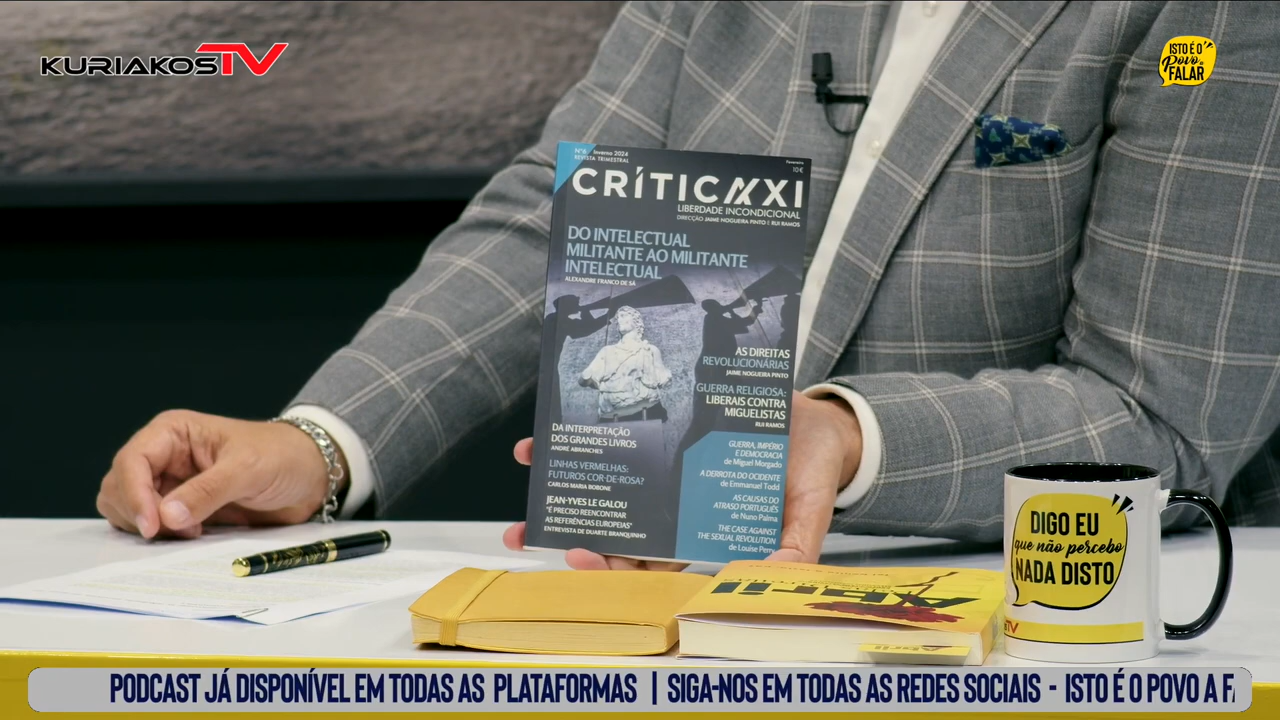 KURIAKOSTV
ISTO É O
Povo a
FALAR
Nº6 Inverno 2024
REVISTA TRIMESTRAL
Fevereiro
10€
CRÍTICAXXI
LIBERDADE INCONDICIONAL
DIRECÇÃO JAIME NOGUEIRA PINTO E RUI RAMOS
DO INTELECTUAL
MILITANTE AO MILITANTE
INTELECTUAL
ALEXANDRE FRANCO DE SÁ
AS DIREITAS
REVOLUCIONÁRIAS
JAIME NOGUEIRA PINTO
GUERRA RELIGIOSA:
LIBERAIS CONTRA
MIGUELISTAS
RUI RAMOS
DA INTERPRETAÇÃO
DOS GRANDES LIVROS
ANDRÉ ABRANCHES
LINHAS VERMELHAS:
FUTUROS COR-DE-ROSA?
CARLOS MARIA BOBONE
JEAN-YVES LE GALOU
"É PRECISO REENCONTRAR
AS REFERÊNCIAS EUROPEIAS"
ENTREVISTA DE DUARTE BRANQUINHO
GUERRA, IMPÉRIO
E DEMOCRACIA
de Miguel Morgado
A DERROTA DO OCIDENTE
de Emmanuel Todd
AS CAUSAS DO
ATRASO PORTUGUÊS
de Nuno Palma
THE CASE AGAINST
THE SEXUAL REVOLUTION
de Louise Perry
Abril
Abril
DIGO EU
que não percebo
NADA DISTO
TV
PODCAST JÁ DISPONÍVEL EM TODAS AS PLATAFORMAS | SIGA-NOS EM TODAS AS REDES SOCIAIS - ISTO É O POVO A